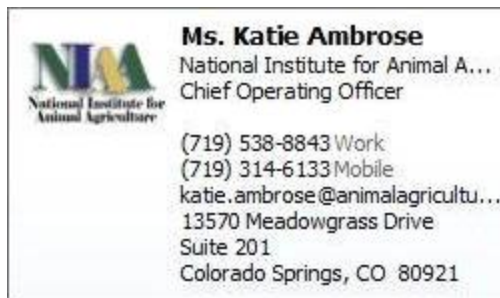 NIAA
National Institute for
Animal Agriculture
Ms. Katie Ambrose
National Institute for Animal A...
Chief Operating Officer
(719) 538-8843 Work
(719) 314-6133 Mobile
katie.ambrose@animalagricultu...
13570 Meadowgrass Drive
Suite 201
Colorado Springs, CO 80921